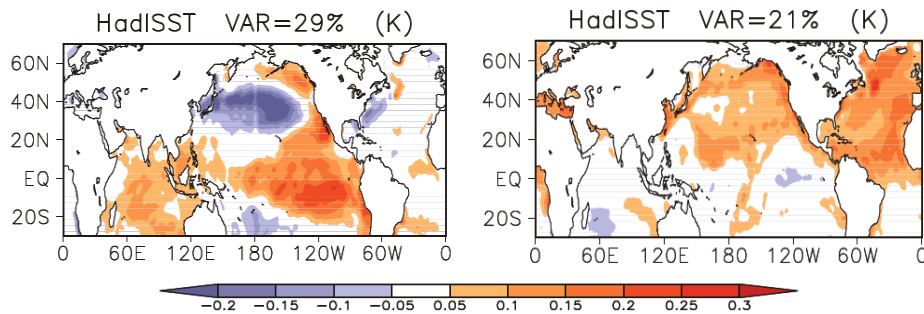 HadISST VAR=29% (K)
60N
40N
20N
EQ
20S
0 60E 120E 180 120W 60W 0
HadISST VAR=21% (K)
60N
40N
20N
EQ
20S
0 60E 120E 180 120W 60W 0
−0.2 −0.15 −0.1 −0.05 0.05 0.1 0.15 0.2 0.25 0.3